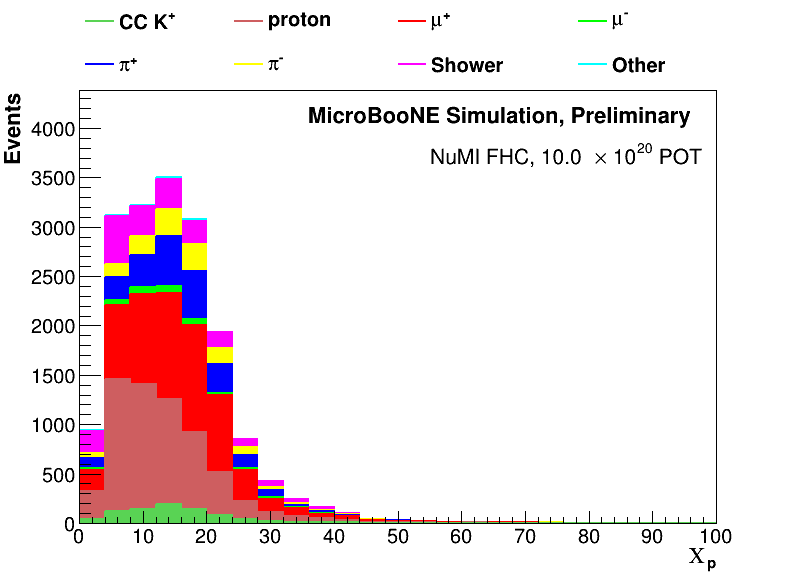 CC K⁺ proton μ⁺ μ⁻
π⁺ π⁻ Shower Other
MicroBooNE Simulation, Preliminary
NuMI FHC, 10.0 × 10²⁰ POT
Events
4000
3500
3000
2500
2000
1500
1000
500
0
0 10 20 30 40 50 60 70 80 90 100
χₚ